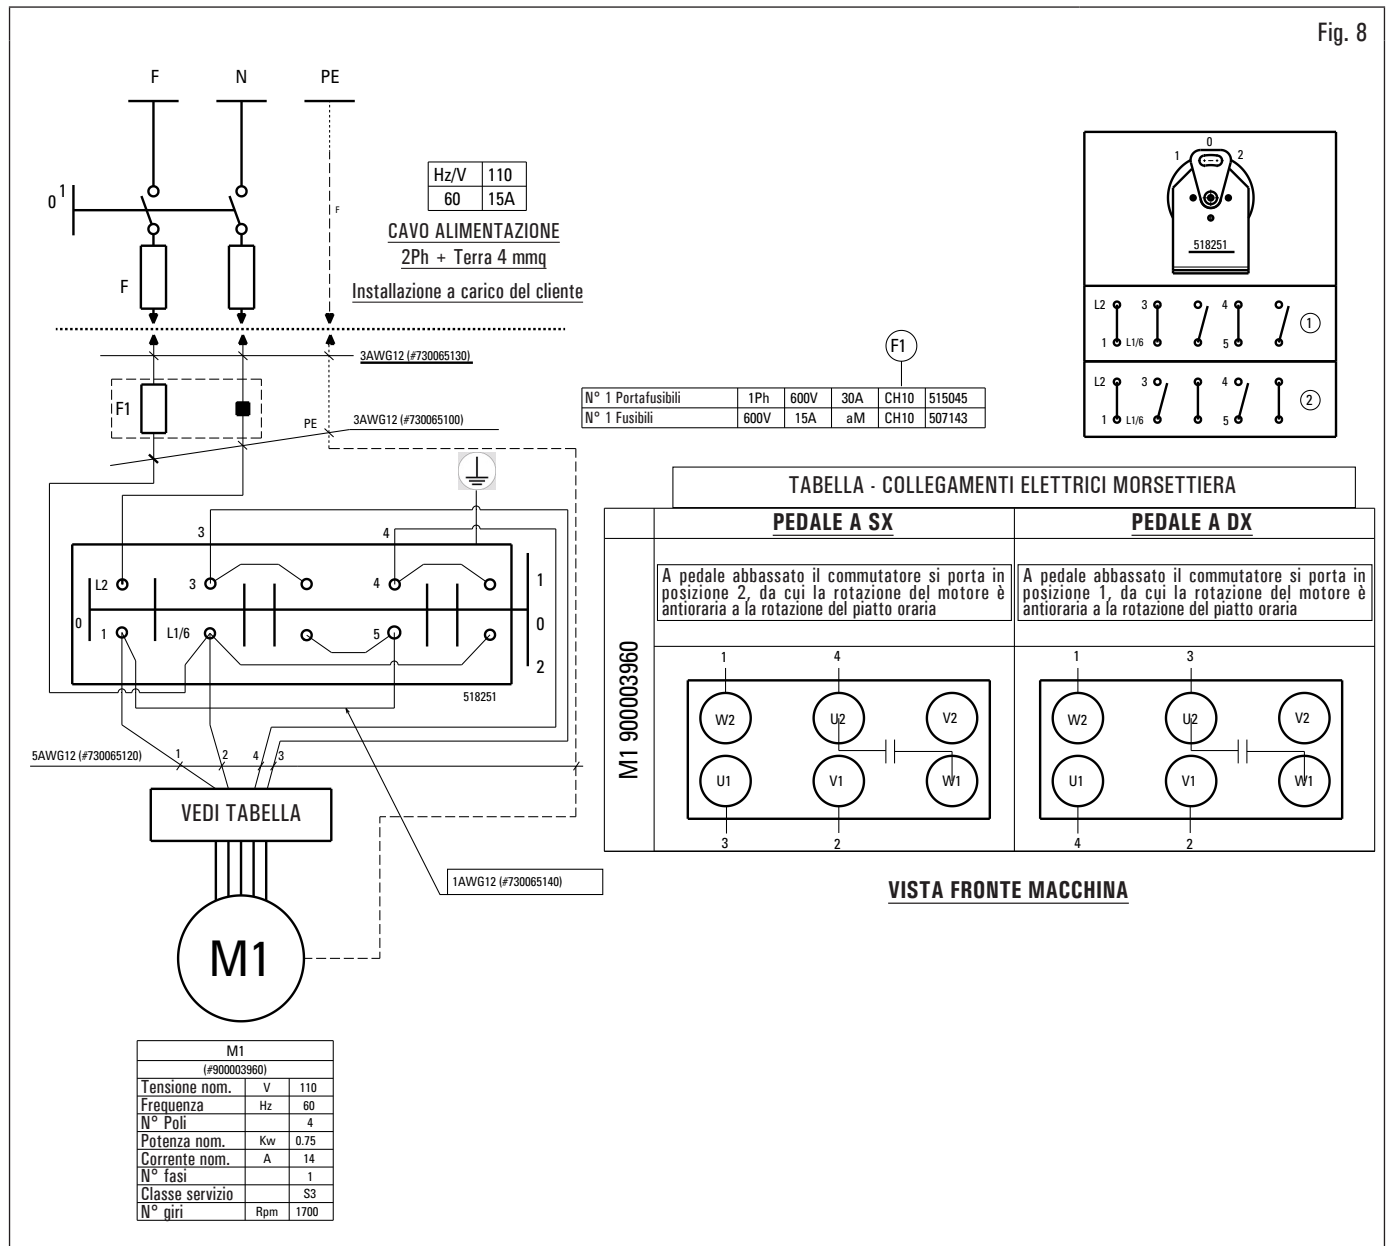 Fig. 8
F N PE
Hz/V 110
60 15A
0 1
F
CAVO ALIMENTAZIONE
2Ph + Terra 4 mmq
Installazione a carico del cliente
F
3AWG12 (#730065130)
F1
PE
3AWG12 (#730065100)
F1
N° 1 Portafusibili 1Ph 600V 30A CH10 515045
N° 1 Fusibili 600V 15A aM CH10 507143
1 0 2
518251
L2 3 4
1 L1/6 5
1
L2 3 4
1 L1/6 5
2
3 4
L2 3 4 1
0 0
1 L1/6 5 2
518251
5AWG12 (#730065120) 1 2 4 3
VEDI TABELLA
1AWG12 (#730065140)
M1
TABELLA - COLLEGAMENTI ELETTRICI MORSETTIERA
PEDALE A SX PEDALE A DX
A pedale abbassato il commutatore si porta in
posizione 2, da cui la rotazione del motore è
antioraria a la rotazione del piatto oraria
A pedale abbassato il commutatore si porta in
posizione 1, da cui la rotazione del motore è
antioraria a la rotazione del piatto oraria
M1 900003960
1 4
W2 U2 V2
U1 V1 W1
3 2
1 3
W2 U2 V2
U1 V1 W1
4 2
VISTA FRONTE MACCHINA
M1
(#900003960)
Tensione nom. V 110
Frequenza Hz 60
N° Poli 4
Potenza nom. Kw 0.75
Corrente nom. A 14
N° fasi 1
Classe servizio S3
N° giri Rpm 1700